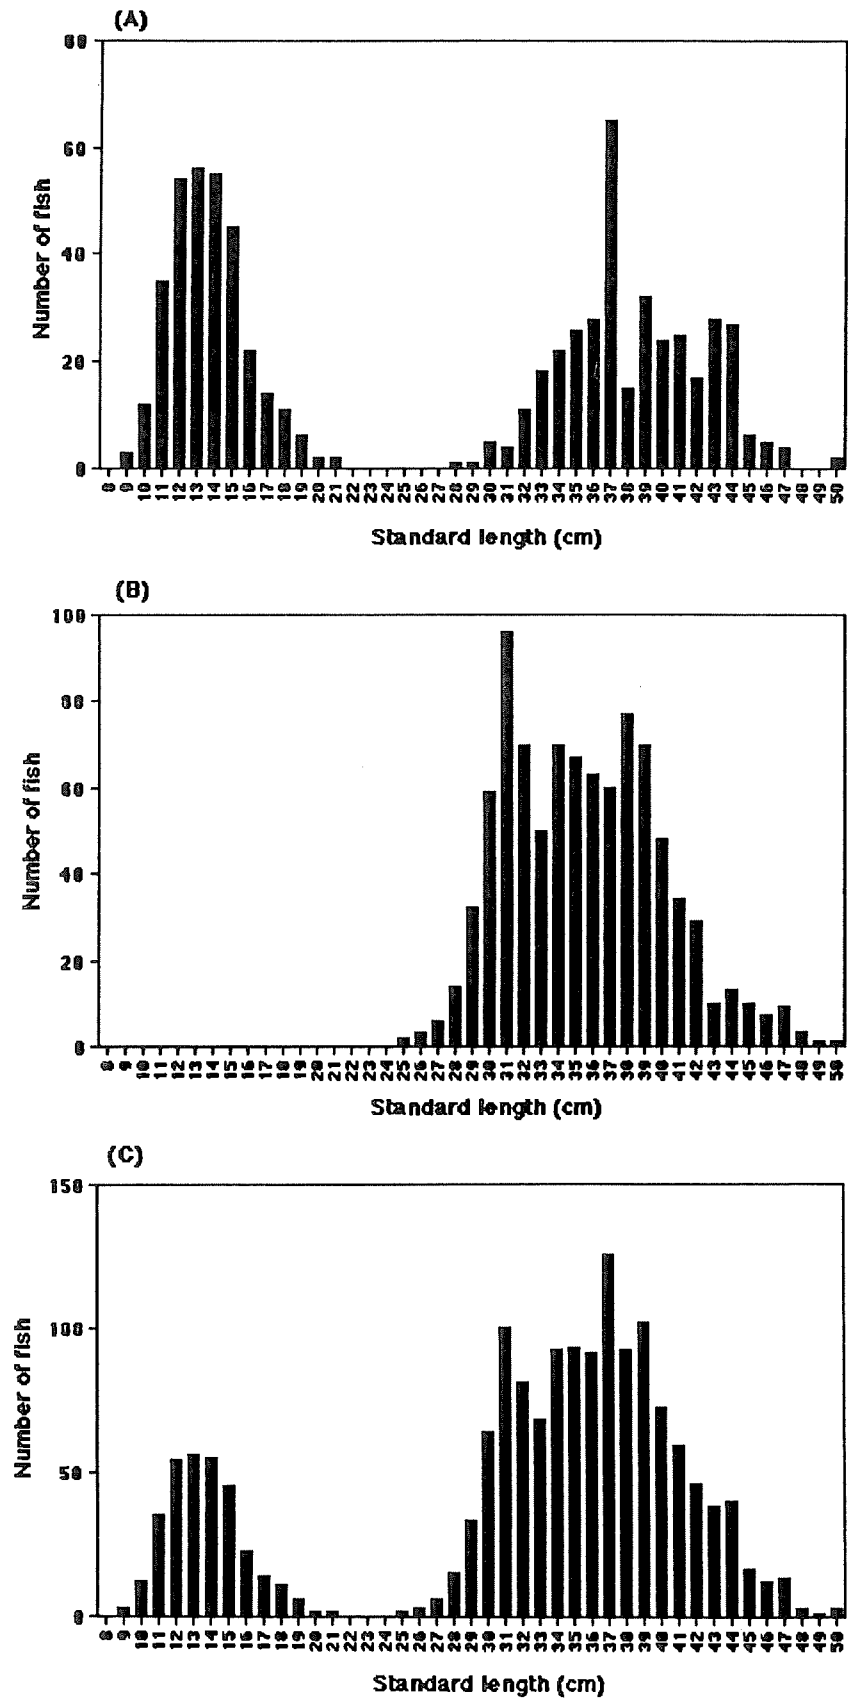 (A)
Number of fish
80
60
40
20
0
8 9 10 11 12 13 14 15 16 17 18 19 20 21 22 23 24 25 26 27 28 29 30 31 32 33 34 35 36 37 38 39 40 41 42 43 44 45 46 47 48 49 50
Standard length (cm)
(B)
Number of fish
100
80
60
40
20
0
8 9 10 11 12 13 14 15 16 17 18 19 20 21 22 23 24 25 26 27 28 29 30 31 32 33 34 35 36 37 38 39 40 41 42 43 44 45 46 47 48 49 50
Standard length (cm)
(C)
Number of fish
150
100
50
0
8 9 10 11 12 13 14 15 16 17 18 19 20 21 22 23 24 25 26 27 28 29 30 31 32 33 34 35 36 37 38 39 40 41 42 43 44 45 46 47 48 49 50
Standard length (cm)